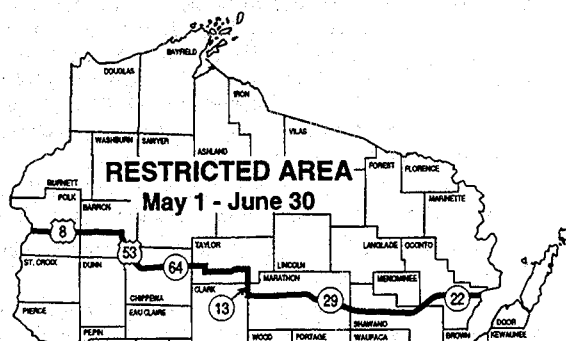 BAYFIELD
DOUGLAS
IRON
VILAS
WASHBURN SAWYER
ASHLAND
FOREST
FLORENCE
RESTRICTED AREA
May 1 - June 30
BURNETT
POLK
BARRON
MARINETTE
8
53
TAYLOR
LANGLADE
OCONTO
ST. CROIX
DUNN
64
LINCOLN
MARATHON
MENOMINEE
CLARK
CHIPPEWA
13
29
22
PIERCE
EAU CLAIRE
SHAWANO
DOOR
PEPIN
WOOD
PORTAGE
WAUPACA
BROWN
KEWAUNEE